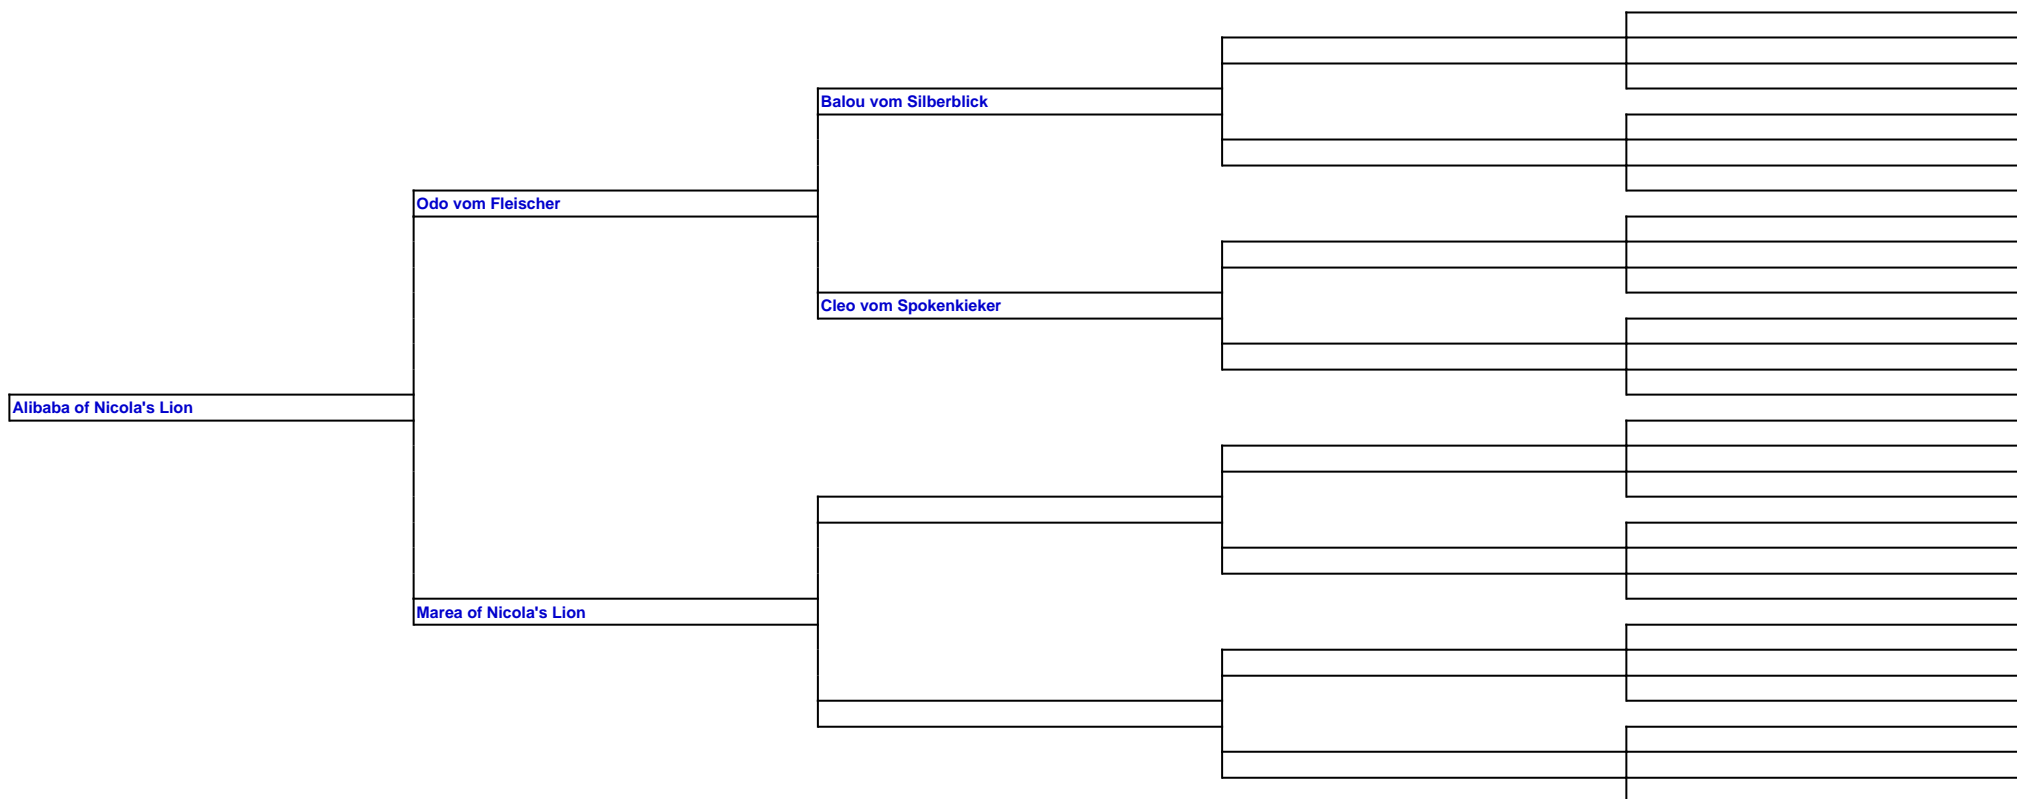 Balou vom Silberblick
Odo vom Fleischer
Cleo vom Spokenkieker
Alibaba of Nicola's Lion
Marea of Nicola's Lion